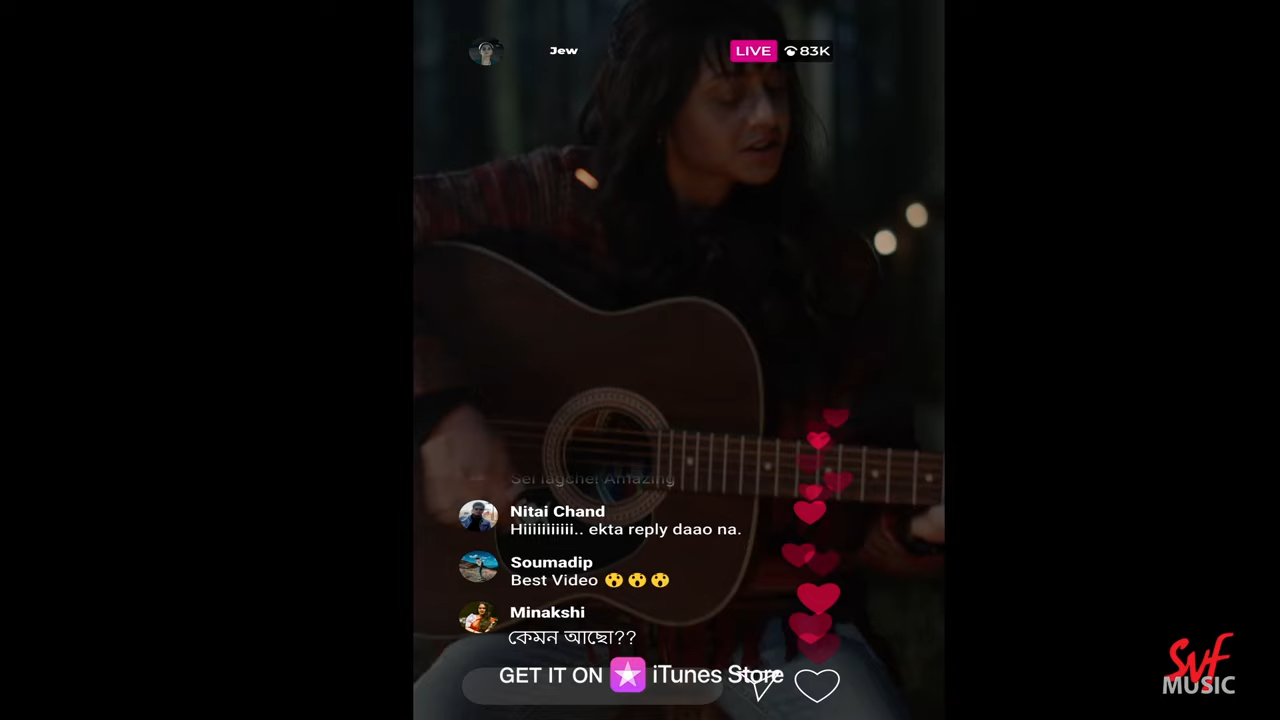 Jew
LIVE 83K
Sei lagche! Amazing
Nitai Chand
Hiiiiiiiiiii.. ekta reply daao na.
Soumadip
Best Video 😮😮😮
Minakshi
কেমন আছো??
GET IT ON iTunes Store
SVF
MUSIC